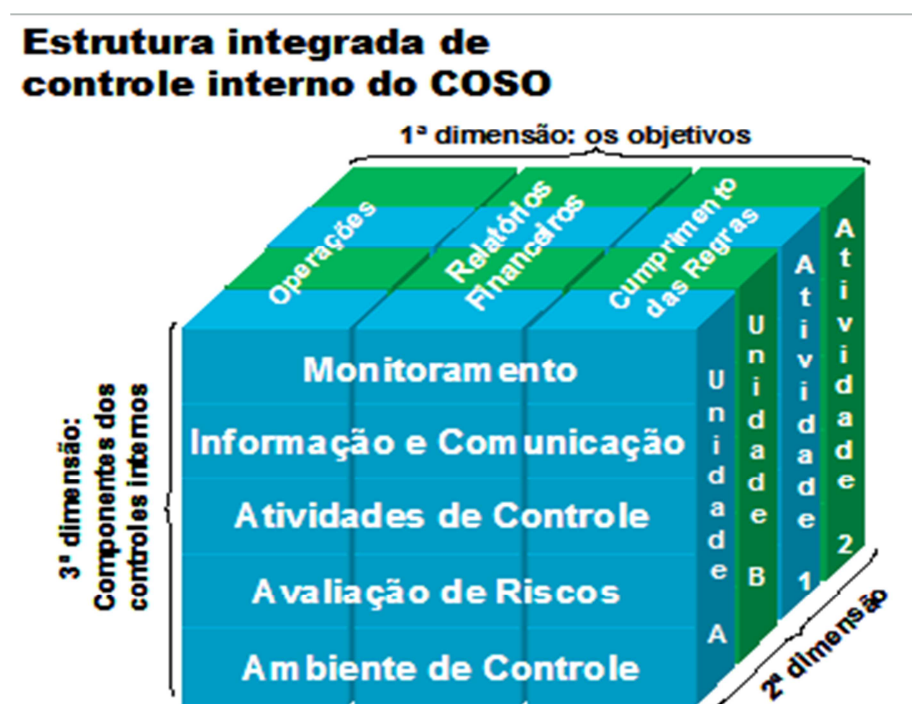 Estrutura integrada de
controle interno do COSO
1ª dimensão: os objetivos
Operações
Relatórios
Financeiros
Cumprimento
das Regras
3ª dimensão:
Componentes dos
controles internos
Monitoramento
Informação e Comunicação
Atividades de Controle
Avaliação de Riscos
Ambiente de Controle
Unidade A
Unidade B
Atividade 1
Atividade 2
2ª dimensão